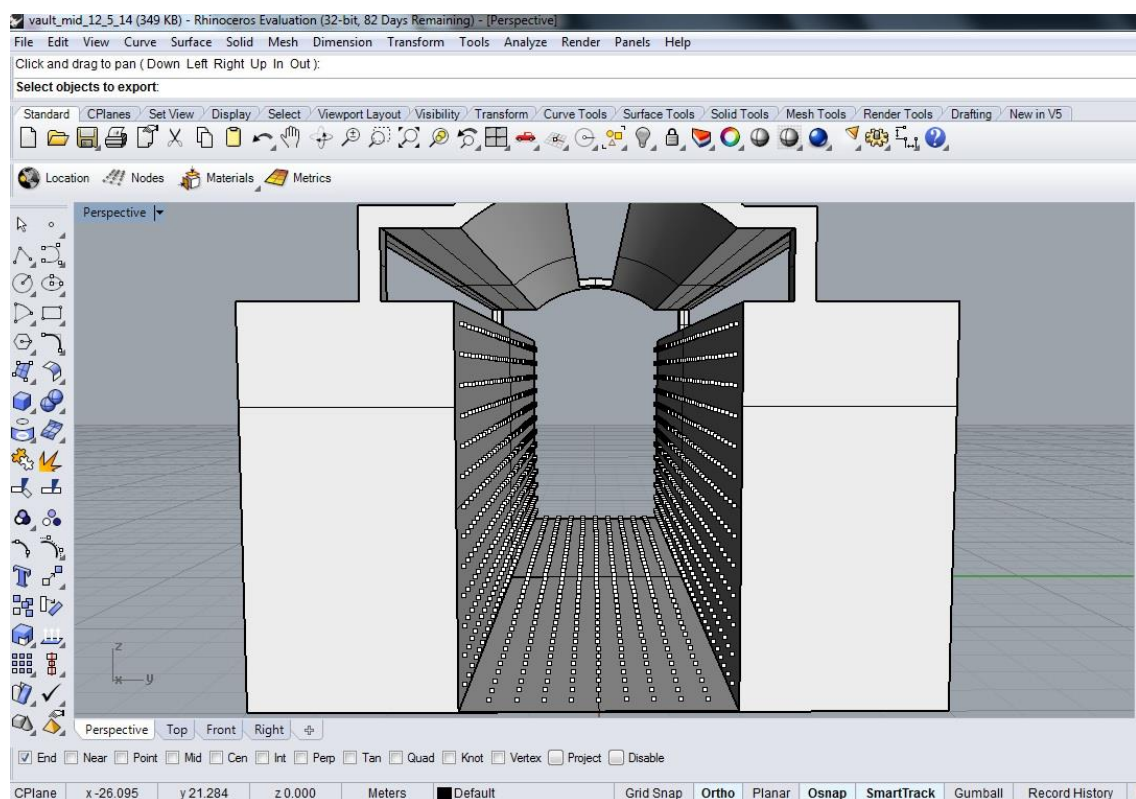 vault_mid_12_5_14 (349 KB) - Rhinoceros Evaluation (32-bit, 82 Days Remaining) - [Perspective]
File Edit View Curve Surface Solid Mesh Dimension Transform Tools Analyze Render Panels Help
Click and drag to pan ( Down Left Right Up In Out ):
Select objects to export:
Standard CPlanes Set View Display Select Viewport Layout Visibility Transform Curve Tools Surface Tools Solid Tools Mesh Tools Render Tools Drafting New in V5
Location Nodes Materials Metrics
Perspective
z
x y
Perspective Top Front Right
End Near Point Mid Cen Int Perp Tan Quad Knot Vertex Project Disable
CPlane x -26.095 y 21.284 z 0.000 Meters Default Grid Snap Ortho Planar Osnap SmartTrack Gumball Record History